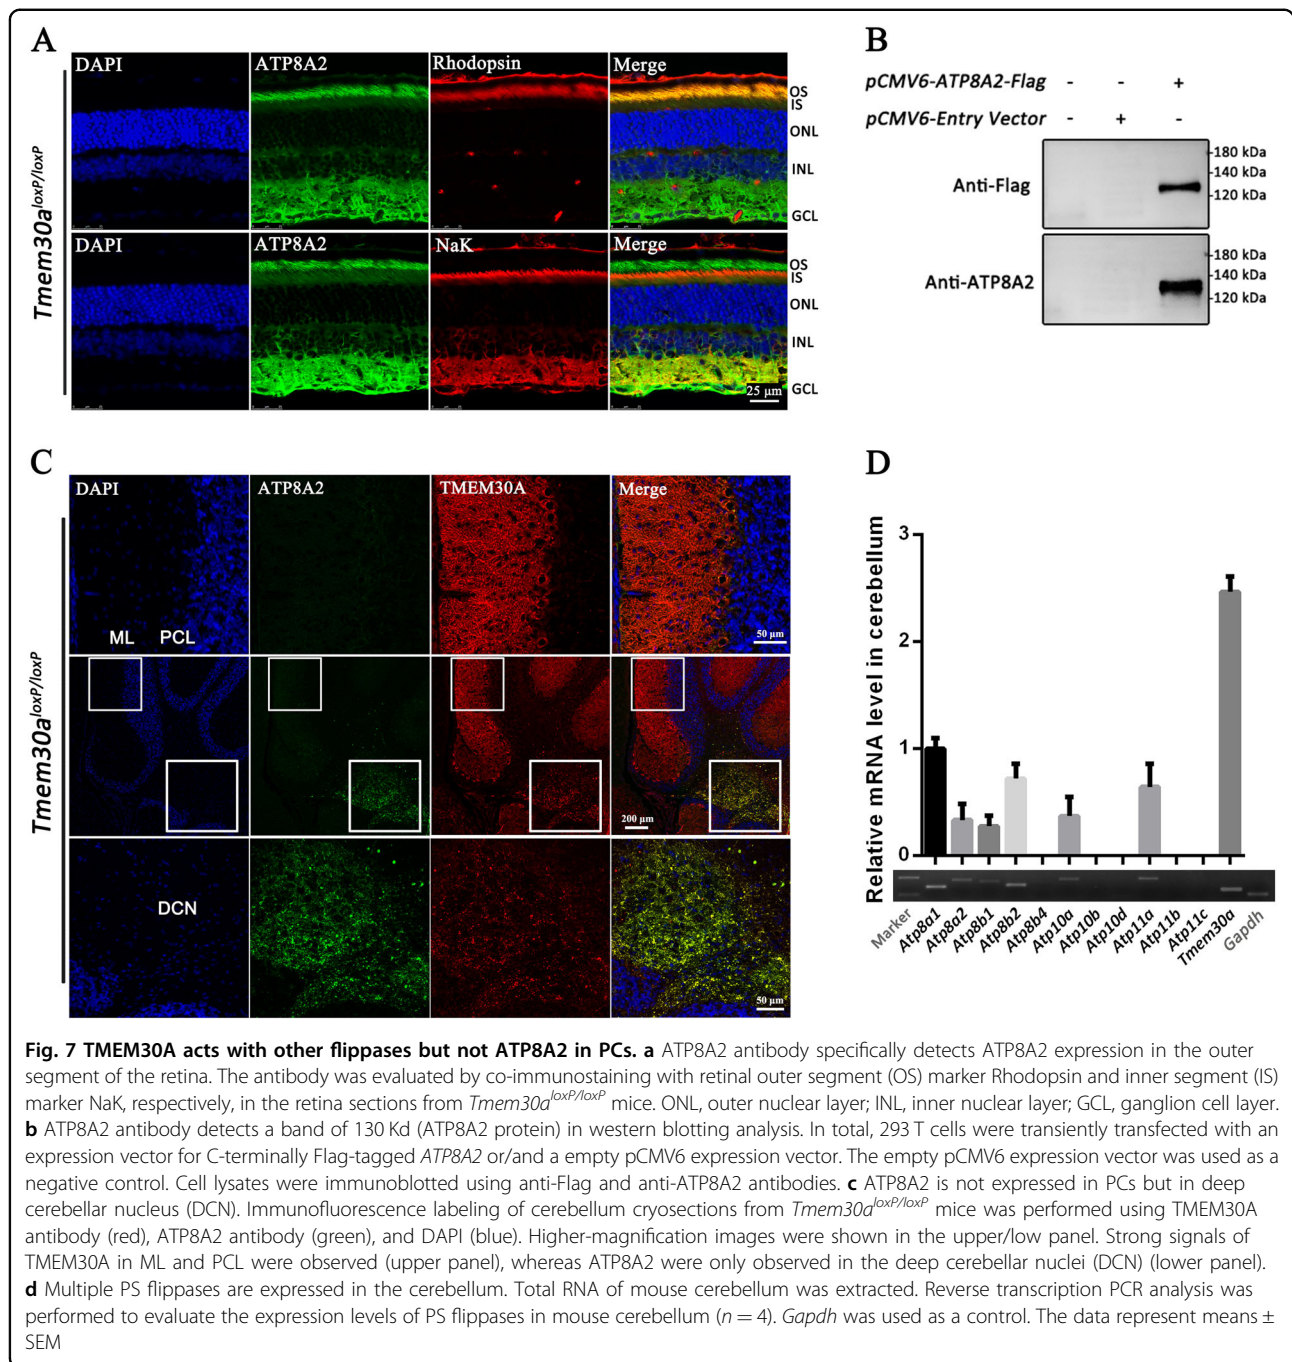 A
DAPI ATP8A2 Rhodopsin Merge
OS
IS
ONL
INL
GCL
DAPI ATP8A2 NaK Merge
OS
IS
ONL
INL
GCL
25 µm
Tmem30a loxP/loxP
B
pCMV6-ATP8A2-Flag - - +
pCMV6-Entry Vector - + -
Anti-Flag
180 kDa
140 kDa
120 kDa
Anti-ATP8A2
180 kDa
140 kDa
120 kDa
C
DAPI ATP8A2 TMEM30A Merge
ML PCL
50 µm
200 µm
DCN
50 µm
Tmem30a loxP/loxP
D
Relative mRNA level in cerebellum
3
2
1
0
Marker Atp8a1 Atp8a2 Atp8b1 Atp8b2 Atp8b4 Atp10a Atp10b Atp10d Atp11a Atp11b Atp11c Tmem30a Gapdh
Fig. 7 TMEM30A acts with other flippases but not ATP8A2 in PCs. a ATP8A2 antibody specifically detects ATP8A2 expression in the outer
segment of the retina. The antibody was evaluated by co-immunostaining with retinal outer segment (OS) marker Rhodopsin and inner segment (IS)
marker NaK, respectively, in the retina sections from Tmem30a loxP/loxP mice. ONL, outer nuclear layer; INL, inner nuclear layer; GCL, ganglion cell layer.
b ATP8A2 antibody detects a band of 130 Kd (ATP8A2 protein) in western blotting analysis. In total, 293 T cells were transiently transfected with an
expression vector for C-terminally Flag-tagged ATP8A2 or/and a empty pCMV6 expression vector. The empty pCMV6 expression vector was used as a
negative control. Cell lysates were immunoblotted using anti-Flag and anti-ATP8A2 antibodies. c ATP8A2 is not expressed in PCs but in deep
cerebellar nucleus (DCN). Immunofluorescence labeling of cerebellum cryosections from Tmem30a loxP/loxP mice was performed using TMEM30A
antibody (red), ATP8A2 antibody (green), and DAPI (blue). Higher-magnification images were shown in the upper/low panel. Strong signals of
TMEM30A in ML and PCL were observed (upper panel), whereas ATP8A2 were only observed in the deep cerebellar nuclei (DCN) (lower panel).
d Multiple PS flippases are expressed in the cerebellum. Total RNA of mouse cerebellum was extracted. Reverse transcription PCR analysis was
performed to evaluate the expression levels of PS flippases in mouse cerebellum (n = 4). Gapdh was used as a control. The data represent means ±
SEM